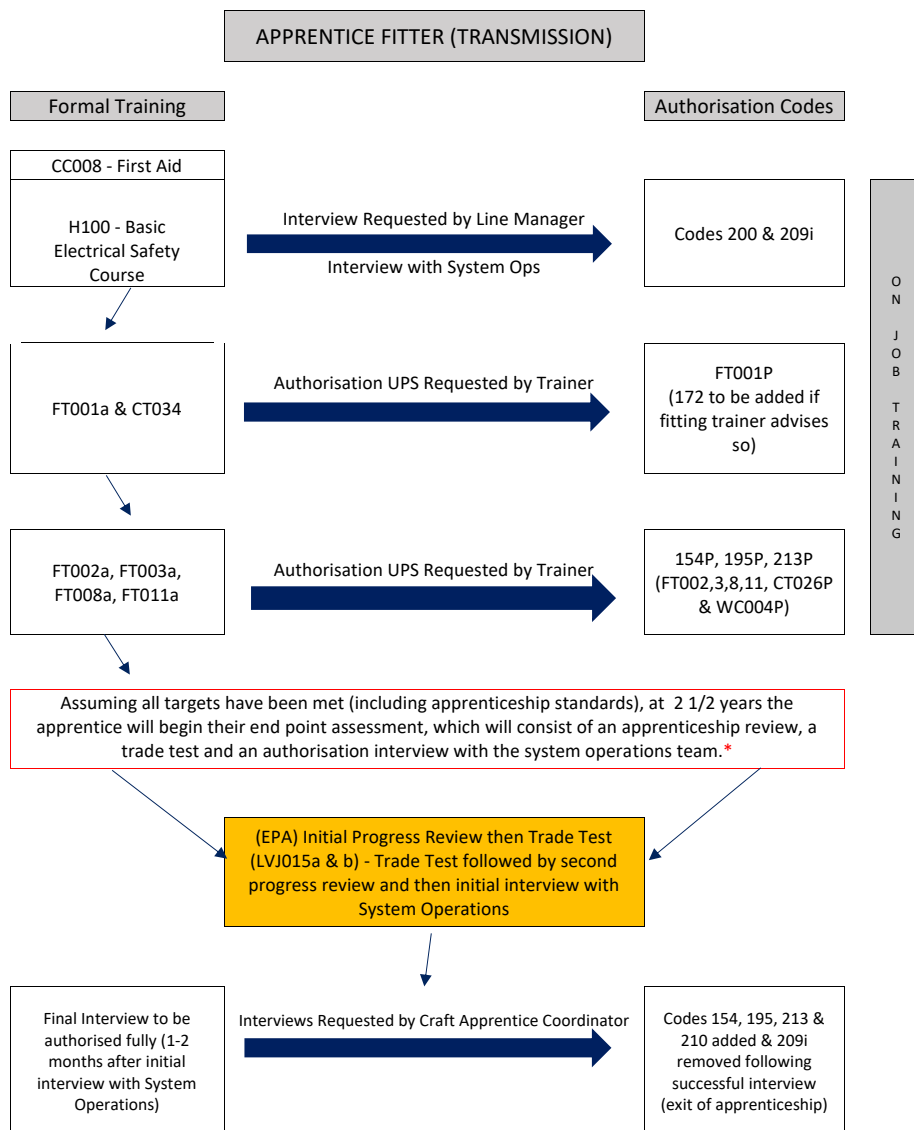 APPRENTICE FITTER (TRANSMISSION)
Formal Training
Authorisation Codes
CC008 - First Aid
H100 - Basic
Electrical Safety
Course
Interview Requested by Line Manager
Interview with System Ops
Codes 200 & 209i
FT001a & CT034
Authorisation UPS Requested by Trainer
FT001P
(172 to be added if
fitting trainer advises
so)
FT002a, FT003a,
FT008a, FT011a
Authorisation UPS Requested by Trainer
154P, 195P, 213P
(FT002,3,8,11, CT026P
& WC004P)
O
N
J
O
B
T
R
A
I
N
I
N
G
Assuming all targets have been met (including apprenticeship standards), at 2 1/2 years the
apprentice will begin their end point assessment, which will consist of an apprenticeship review, a
trade test and an authorisation interview with the system operations team.*
(EPA) Initial Progress Review then Trade Test
(LVJ015a & b) - Trade Test followed by second
progress review and then initial interview with
System Operations
Final Interview to be
authorised fully (1-2
months after initial
interview with System
Operations)
Interviews Requested by Craft Apprentice Coordinator
Codes 154, 195, 213 &
210 added & 209i
removed following
successful interview
(exit of apprenticeship)